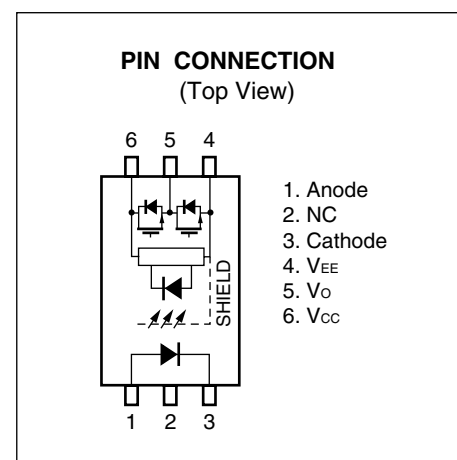 PIN CONNECTION
(Top View)
6 5 4
1. Anode
2. NC
3. Cathode
4. VEE
5. VO
6. VCC
SHIELD
1 2 3